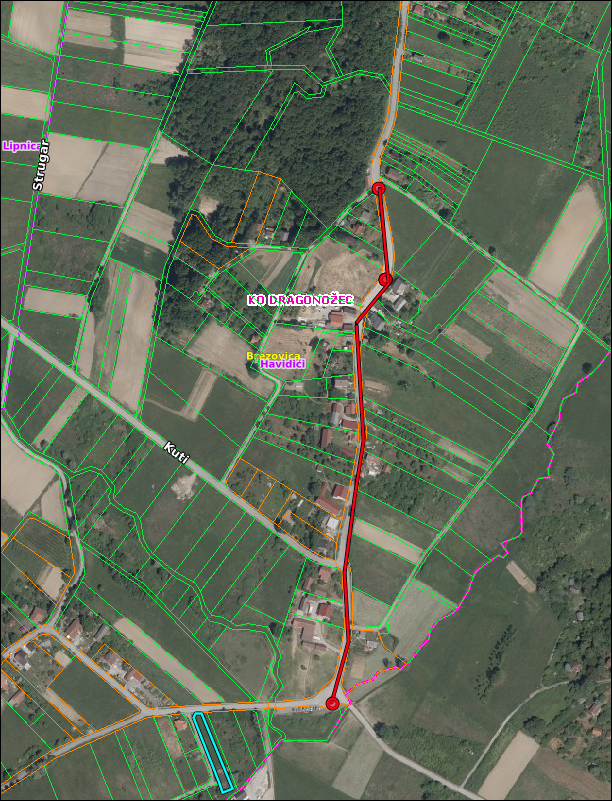 Lipnica
Strugar
KO DRAGONOŽEC
Brezovica
Havidići
Kuti